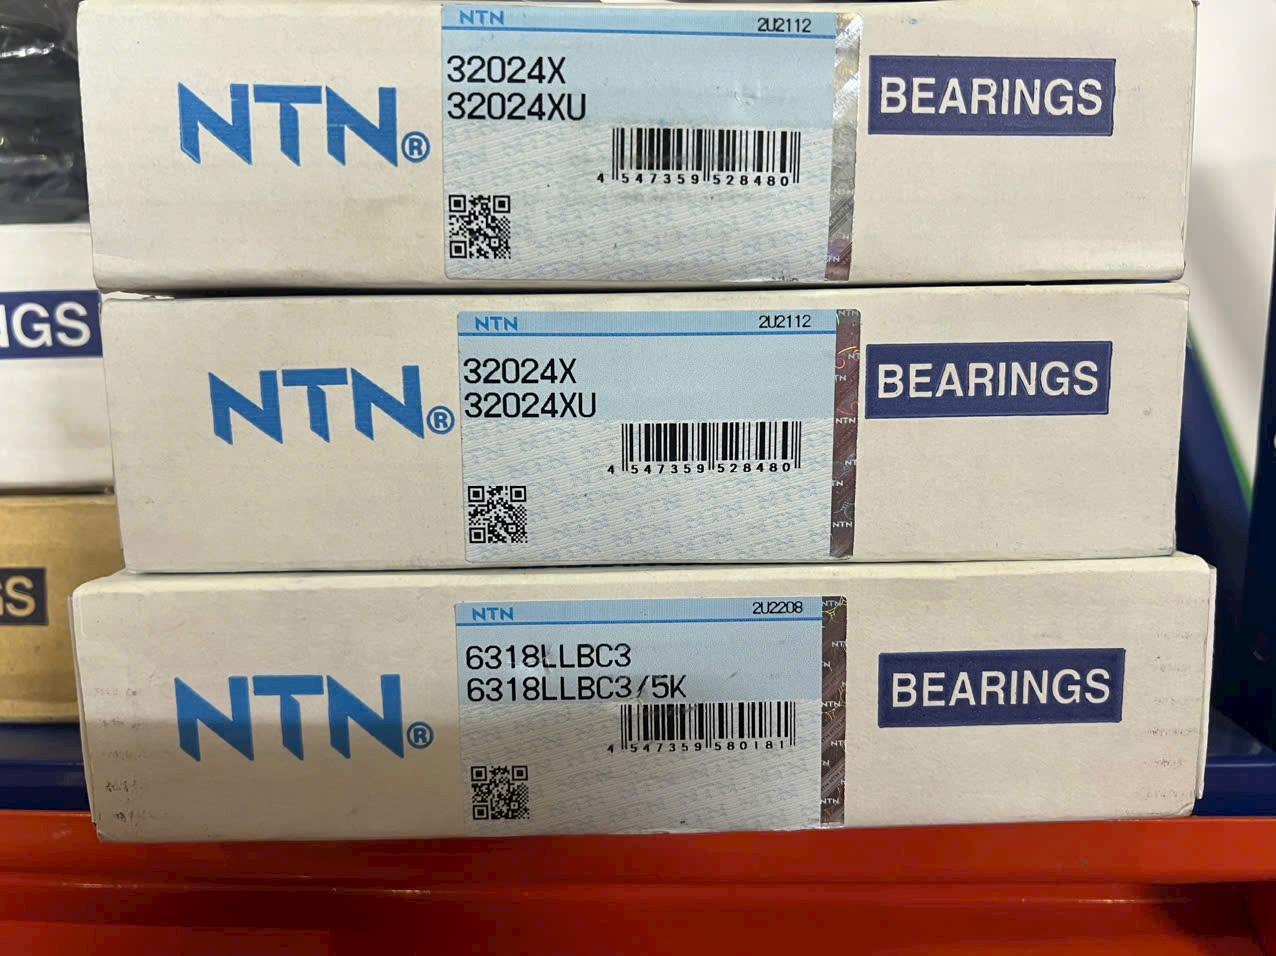 NTN 2U2112
32024X
32024XU
NTN® BEARINGS
4 547359 528480
NTN 2U2112
32024X
32024XU
NTN® BEARINGS
4 547359 528480
NTN 2U2208
6318LLBC3
6318LLBC3/5K
NTN® BEARINGS
4 547359 580181
NGS
GS